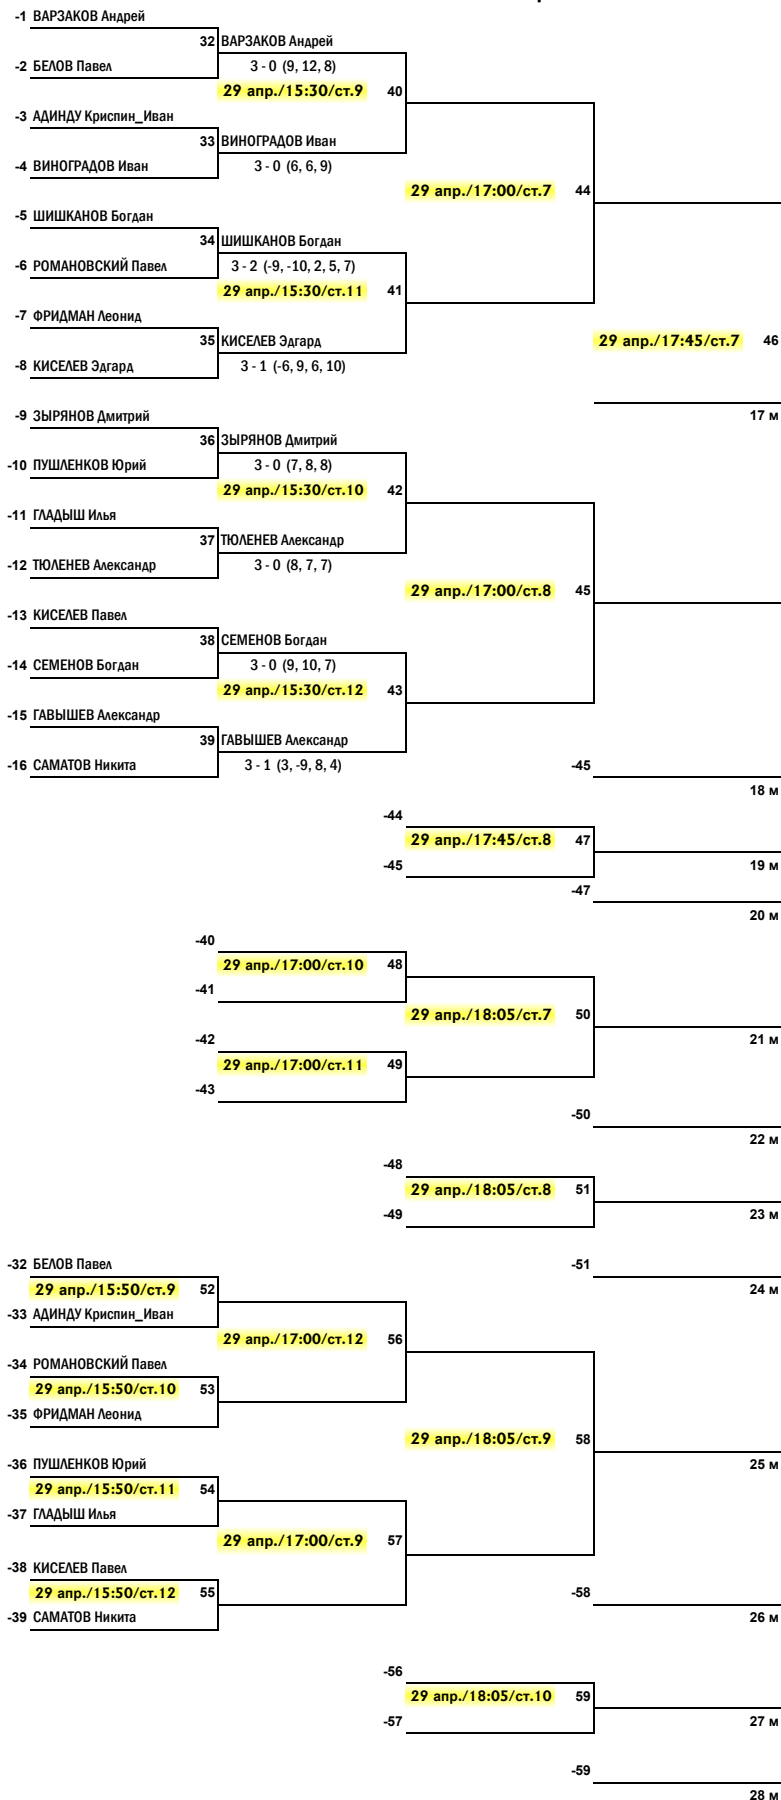 -1 ВАРЗАКОВ Андрей
32 ВАРЗАКОВ Андрей
-2 БЕЛОВ Павел
3 - 0 (9, 12, 8)
29 апр./15:30/ст.9 40
-3 АДИНДУ Криспин_Иван
33 ВИНОГРАДОВ Иван
-4 ВИНОГРАДОВ Иван
3 - 0 (6, 6, 9)
29 апр./17:00/ст.7 44
-5 ШИШКАНОВ Богдан
34 ШИШКАНОВ Богдан
-6 РОМАНОВСКИЙ Павел
3 - 2 (-9, -10, 2, 5, 7)
29 апр./15:30/ст.11 41
-7 ФРИДМАН Леонид
35 КИСЕЛЕВ Эдгард
29 апр./17:45/ст.7 46
-8 КИСЕЛЕВ Эдгард
3 - 1 (-6, 9, 6, 10)
-9 ЗЫРЯНОВ Дмитрий
17 м
36 ЗЫРЯНОВ Дмитрий
-10 ПУШЛЕНКОВ Юрий
3 - 0 (7, 8, 8)
29 апр./15:30/ст.10 42
-11 ГЛАДЫШ Илья
37 ТЮЛЕНЕВ Александр
-12 ТЮЛЕНЕВ Александр
3 - 0 (8, 7, 7)
29 апр./17:00/ст.8 45
-13 КИСЕЛЕВ Павел
38 СЕМЕНОВ Богдан
-14 СЕМЕНОВ Богдан
3 - 0 (9, 10, 7)
29 апр./15:30/ст.12 43
-15 ГАВЫШЕВ Александр
39 ГАВЫШЕВ Александр
-16 САМАТОВ Никита
3 - 1 (3, -9, 8, 4)
-45
18 м
-44
29 апр./17:45/ст.8 47
-45
19 м
-47
20 м
-40
29 апр./17:00/ст.10 48
-41
29 апр./18:05/ст.7 50
-42
21 м
29 апр./17:00/ст.11 49
-43
-50
22 м
-48
29 апр./18:05/ст.8 51
-49
23 м
-32 БЕЛОВ Павел
-51
29 апр./15:50/ст.9 52
24 м
-33 АДИНДУ Криспин_Иван
29 апр./17:00/ст.12 56
-34 РОМАНОВСКИЙ Павел
29 апр./15:50/ст.10 53
-35 ФРИДМАН Леонид
29 апр./18:05/ст.9 58
-36 ПУШЛЕНКОВ Юрий
25 м
29 апр./15:50/ст.11 54
-37 ГЛАДЫШ Илья
29 апр./17:00/ст.9 57
-38 КИСЕЛЕВ Павел
29 апр./15:50/ст.12 55
-58
-39 САМАТОВ Никита
26 м
-56
29 апр./18:05/ст.10 59
-57
27 м
-59
28 м